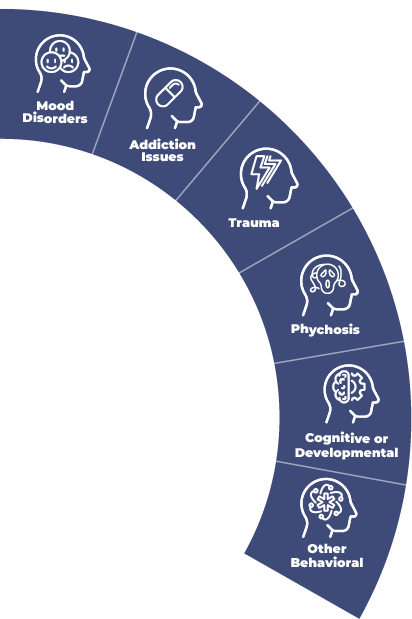 Mood
Disorders
Addiction
Issues
Trauma
Phychosis
Cognitive or
Developmental
Other
Behavioral